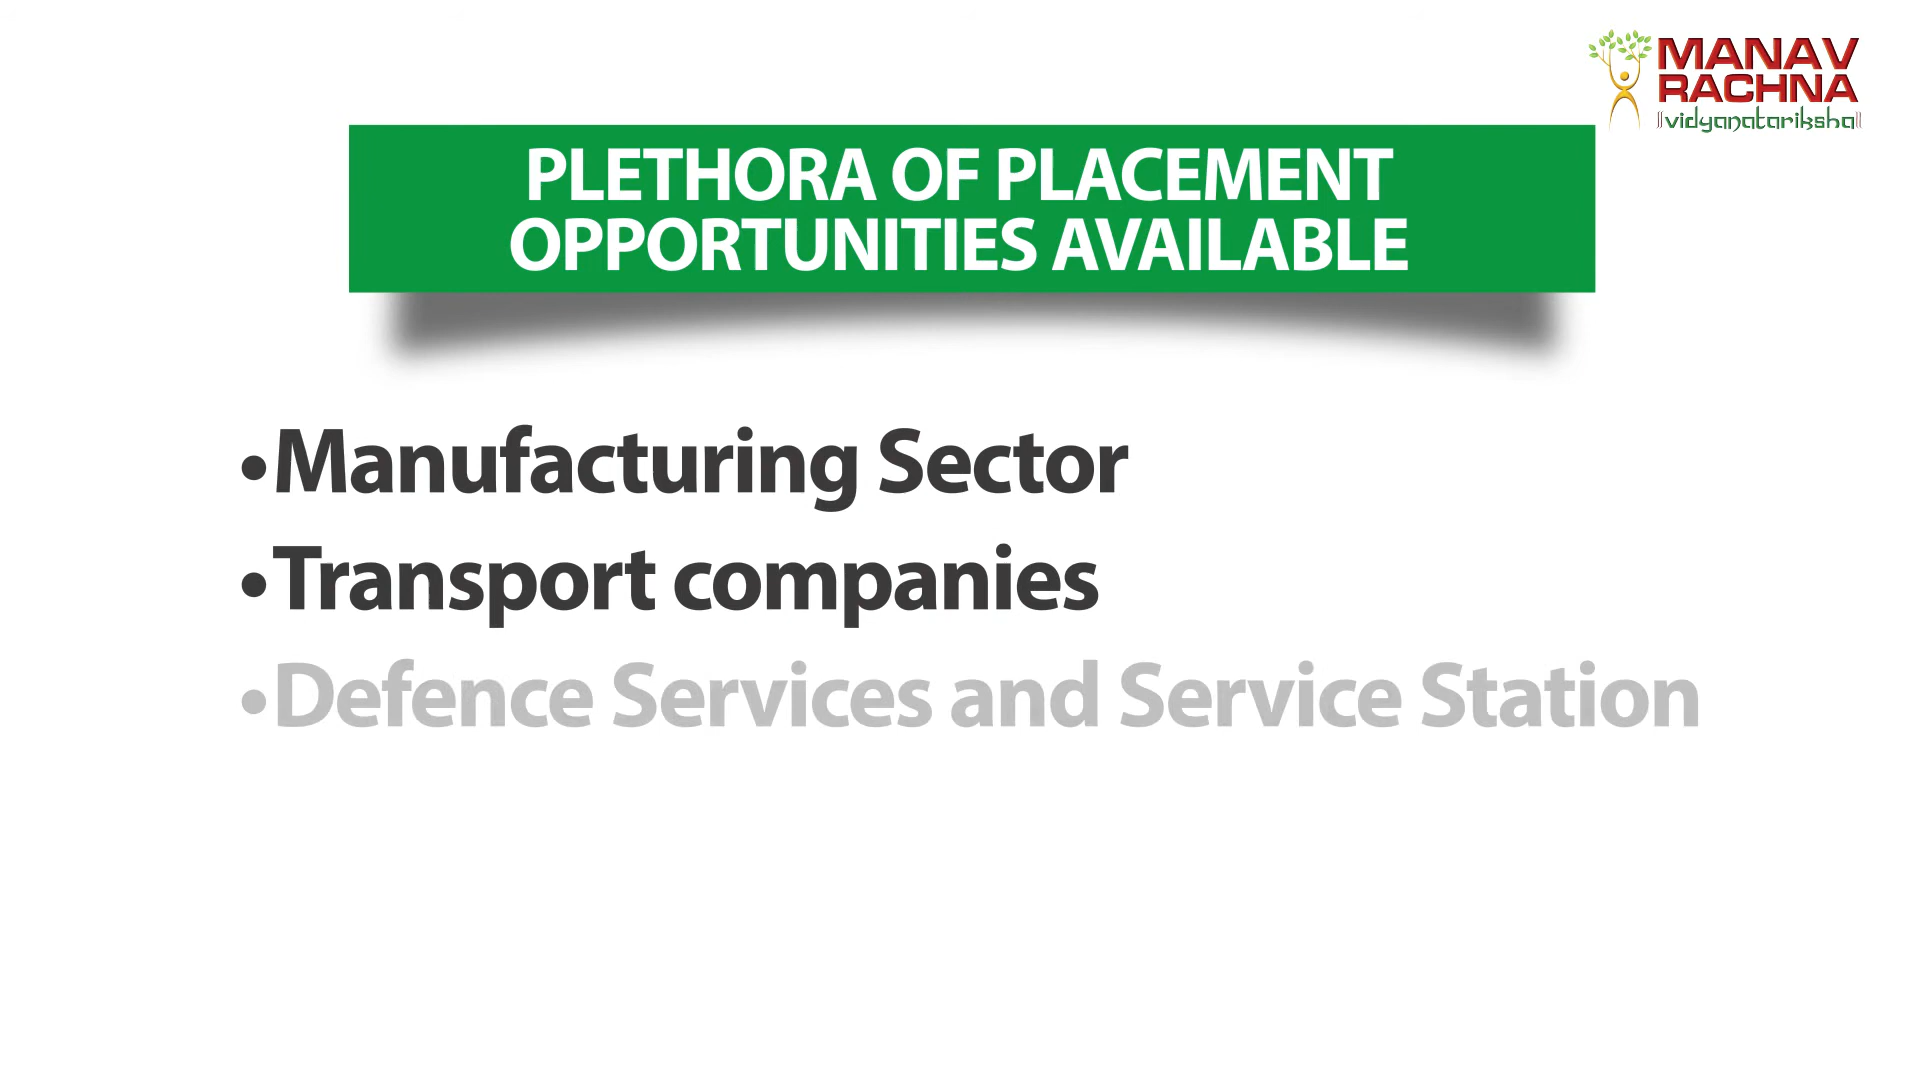 MANAV
RACHNA
vidyanatariksha
PLETHORA OF PLACEMENT
OPPORTUNITIES AVAILABLE
•Manufacturing Sector
•Transport companies
•Defence Services and Service Station